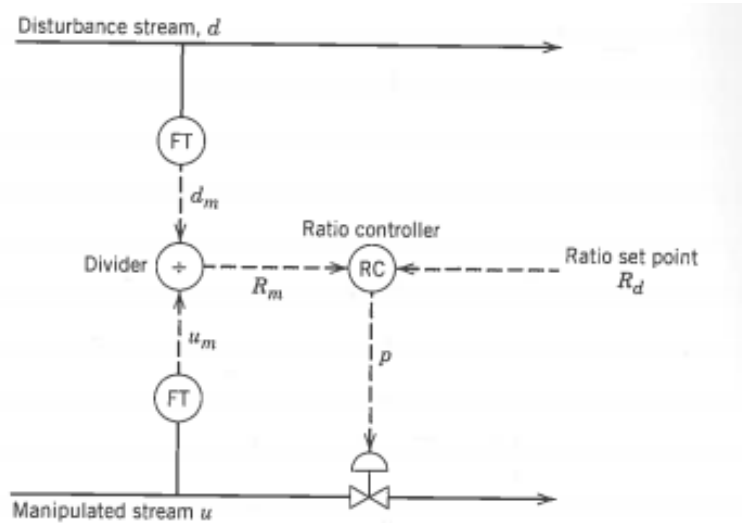 Disturbance stream, d
FT
d_m
Ratio controller
Divider ÷
RC
Ratio set point
R_d
R_m
u_m
p
FT
Manipulated stream u